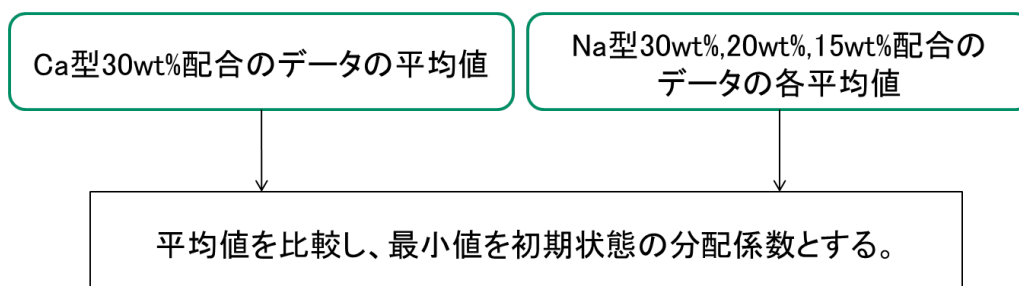 Ca型30wt%配合のデータの平均値
Na型30wt%,20wt%,15wt%配合の
データの各平均値
平均値を比較し、最小値を初期状態の分配係数とする。